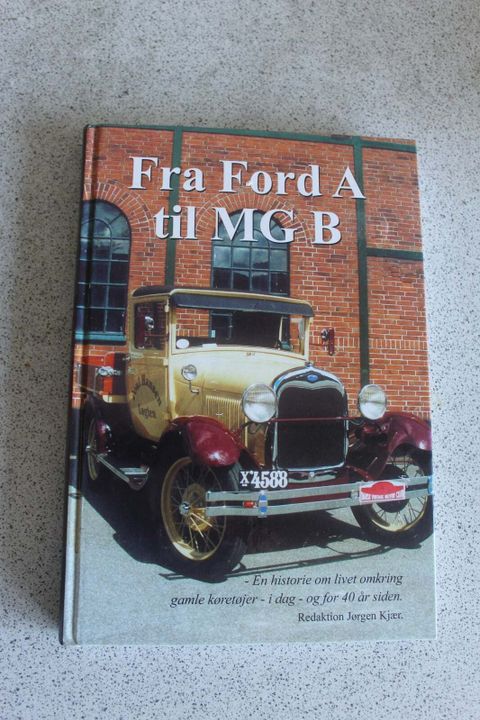 Fra Ford A
til MG B
Ford
X4588
- En historie om livet omkring
gamle køretøjer - i dag - og for 40 år siden.
Redaktion Jørgen Kjær.